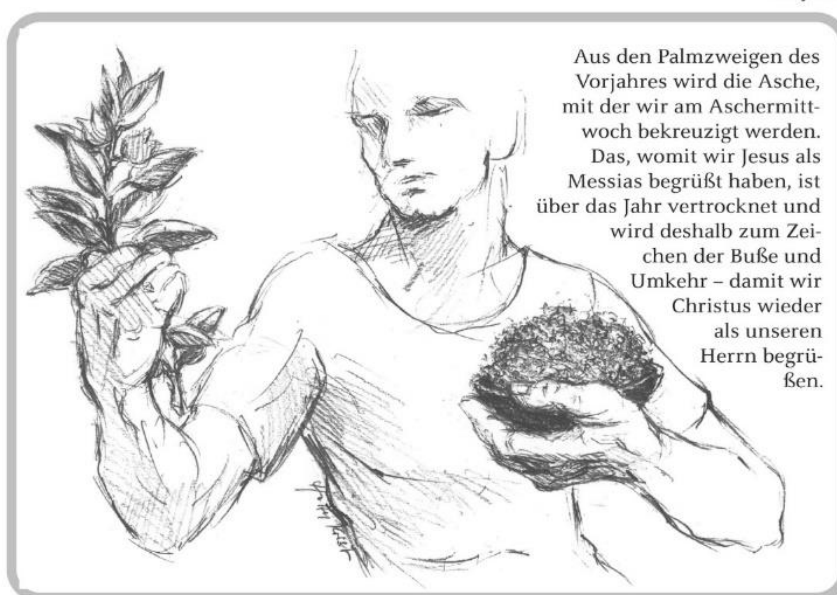 Aus den Palmzweigen des
Vorjahres wird die Asche,
mit der wir am Aschermitt-
woch bekreuzigt werden.
Das, womit wir Jesus als
Messias begrüßt haben, ist
über das Jahr vertrocknet und
wird deshalb zum Zei-
chen der Buße und
Umkehr – damit wir
Christus wieder
als unseren
Herrn begrü-
ßen.